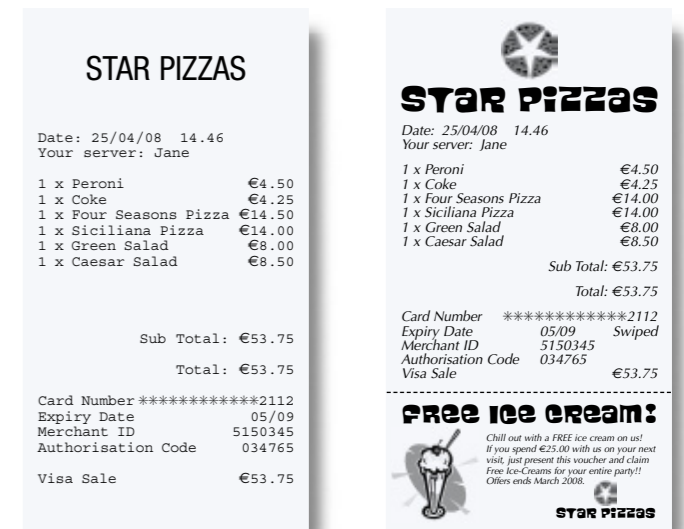 STAR PIZZAS
Date: 25/04/08 14.46
Your server: Jane
1 x Peroni €4.50
1 x Coke €4.25
1 x Four Seasons Pizza €14.50
1 x Siciliana Pizza €14.00
1 x Green Salad €8.00
1 x Caesar Salad €8.50
Sub Total: €53.75
Total: €53.75
Card Number ************2112
Expiry Date 05/09
Merchant ID 5150345
Authorisation Code 034765
Visa Sale €53.75
STAR PIZZAS
Date: 25/04/08 14.46
Your server: Jane
1 x Peroni €4.50
1 x Coke €4.25
1 x Four Seasons Pizza €14.00
1 x Siciliana Pizza €14.00
1 x Green Salad €8.00
1 x Caesar Salad €8.50
Sub Total: €53.75
Total: €53.75
Card Number ************2112
Expiry Date 05/09 Swiped
Merchant ID 5150345
Authorisation Code 034765
Visa Sale €53.75
FREE ICE CREAM!
Chill out with a FREE ice cream on us!
If you spend €25.00 with us on your next
visit, just present this voucher and claim
Free Ice-Creams for your entire party!!
Offers ends March 2008.
STAR PIZZAS